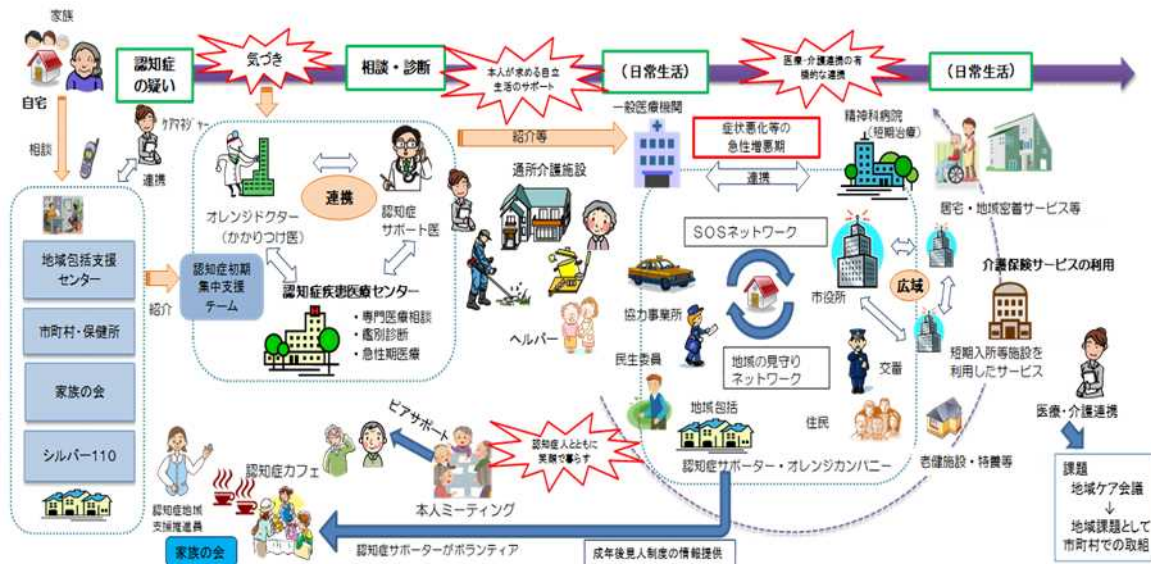 家族
認知症
の疑い
気づき
相談・診断
本人が求める自立
生活のサポート
(日常生活)
医療・介護連携の有
機的な連携
(日常生活)
自宅
相談
ケアマネジャー
連携
地域包括支援
センター
市町村・保健所
家族の会
シルバー110
紹介
オレンジドクター
(かかりつけ医)
連携
認知症
サポート医
認知症初期
集中支援
チーム
認知症疾患医療センター
・専門医療相談
・鑑別診断
・急性期医療
紹介等
通所介護施設
ヘルパー
一般医療機関
症状悪化等の
急性増悪期
連携
精神科病院
(短期治療)
SOSネットワーク
協力事業所
市役所
広域
地域の見守り
ネットワーク
民生委員
交番
住民
地域包括
認知症サポーター・オレンジカンパニー
居宅・地域密着サービス等
介護保険サービスの利用
短期入所等施設を
利用したサービス
老健施設・特養等
医療・介護連携
課題
地域ケア会議
↓
地域課題として
市町村での取組
認知症地域
支援推進員
家族の会
認知症カフェ
ピアサポート
本人ミーティング
認知症人とともに
笑顔で暮らす
認知症サポーターがボランティア
成年後見人制度の情報提供